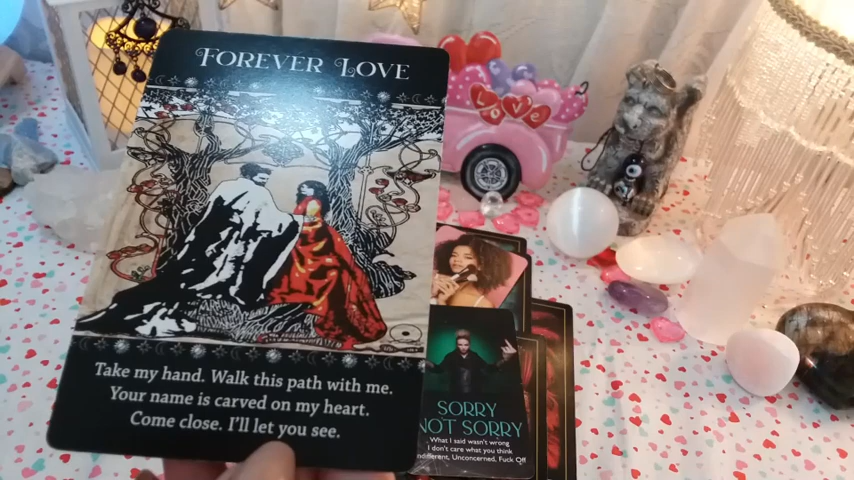 FOREVER LOVE
Take my hand. Walk this path with me.
Your name is carved on my heart.
Come close. I'll let you see.
LOVE
SORRY
NOT SORRY
What I said wasn't wrong
I don't care what you think
ndifferent, Unconcerned, Fuck Off